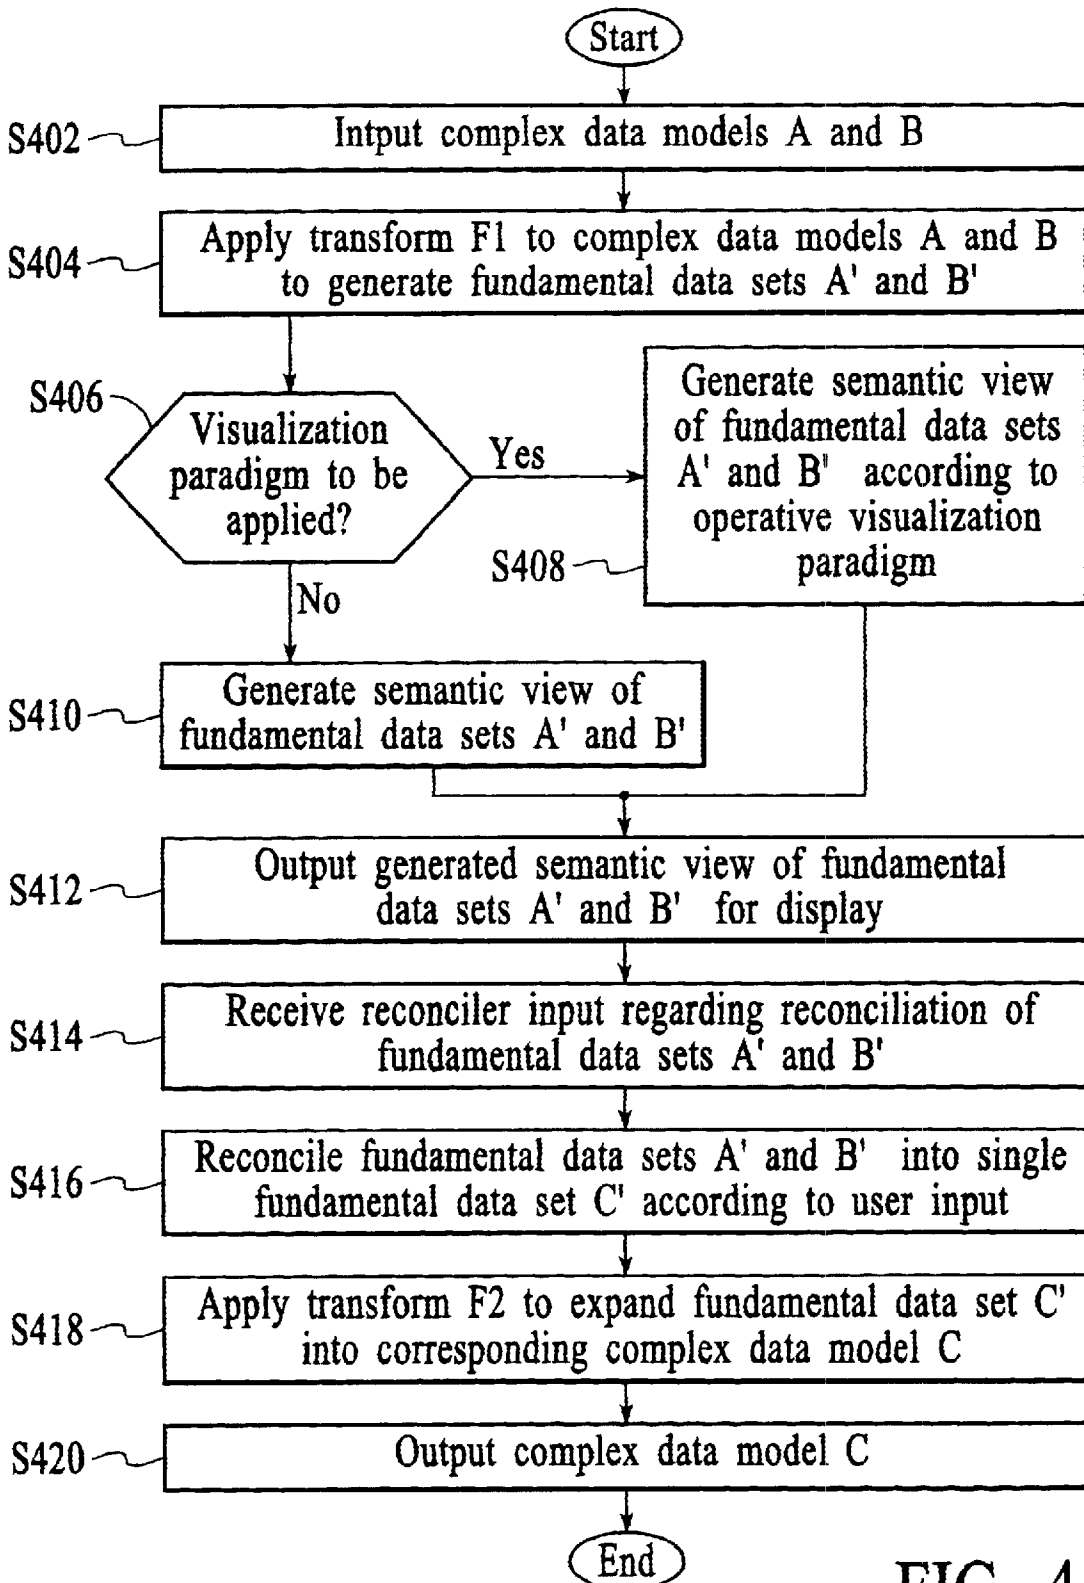 Start
S402
Intput complex data models A and B
S404
Apply transform F1 to complex data models A and B
to generate fundamental data sets A' and B'
S406
Visualization
paradigm to be
applied?
Yes
No
S408
Generate semantic view
of fundamental data sets
A' and B' according to
operative visualization
paradigm
S410
Generate semantic view of
fundamental data sets A' and B'
S412
Output generated semantic view of fundamental
data sets A' and B' for display
S414
Receive reconciler input regarding reconciliation of
fundamental data sets A' and B'
S416
Reconcile fundamental data sets A' and B' into single
fundamental data set C' according to user input
S418
Apply transform F2 to expand fundamental data set C'
into corresponding complex data model C
S420
Output complex data model C
End
FIG. 4